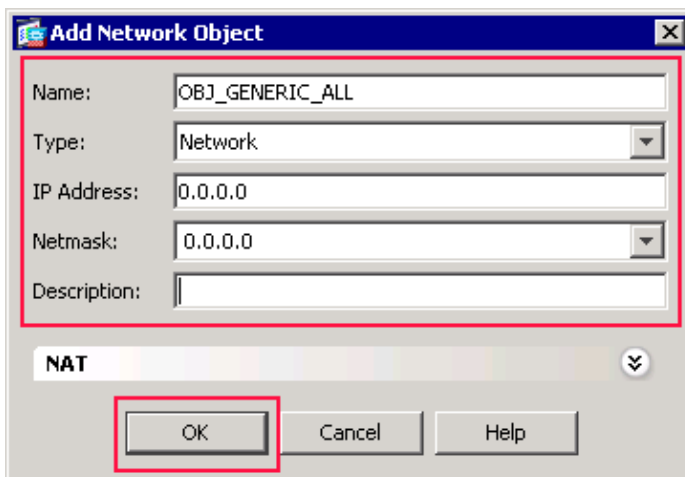 Add Network Object
Name: OBJ_GENERIC_ALL
Type: Network
IP Address: 0.0.0.0
Netmask: 0.0.0.0
Description:
NAT
OK Cancel Help